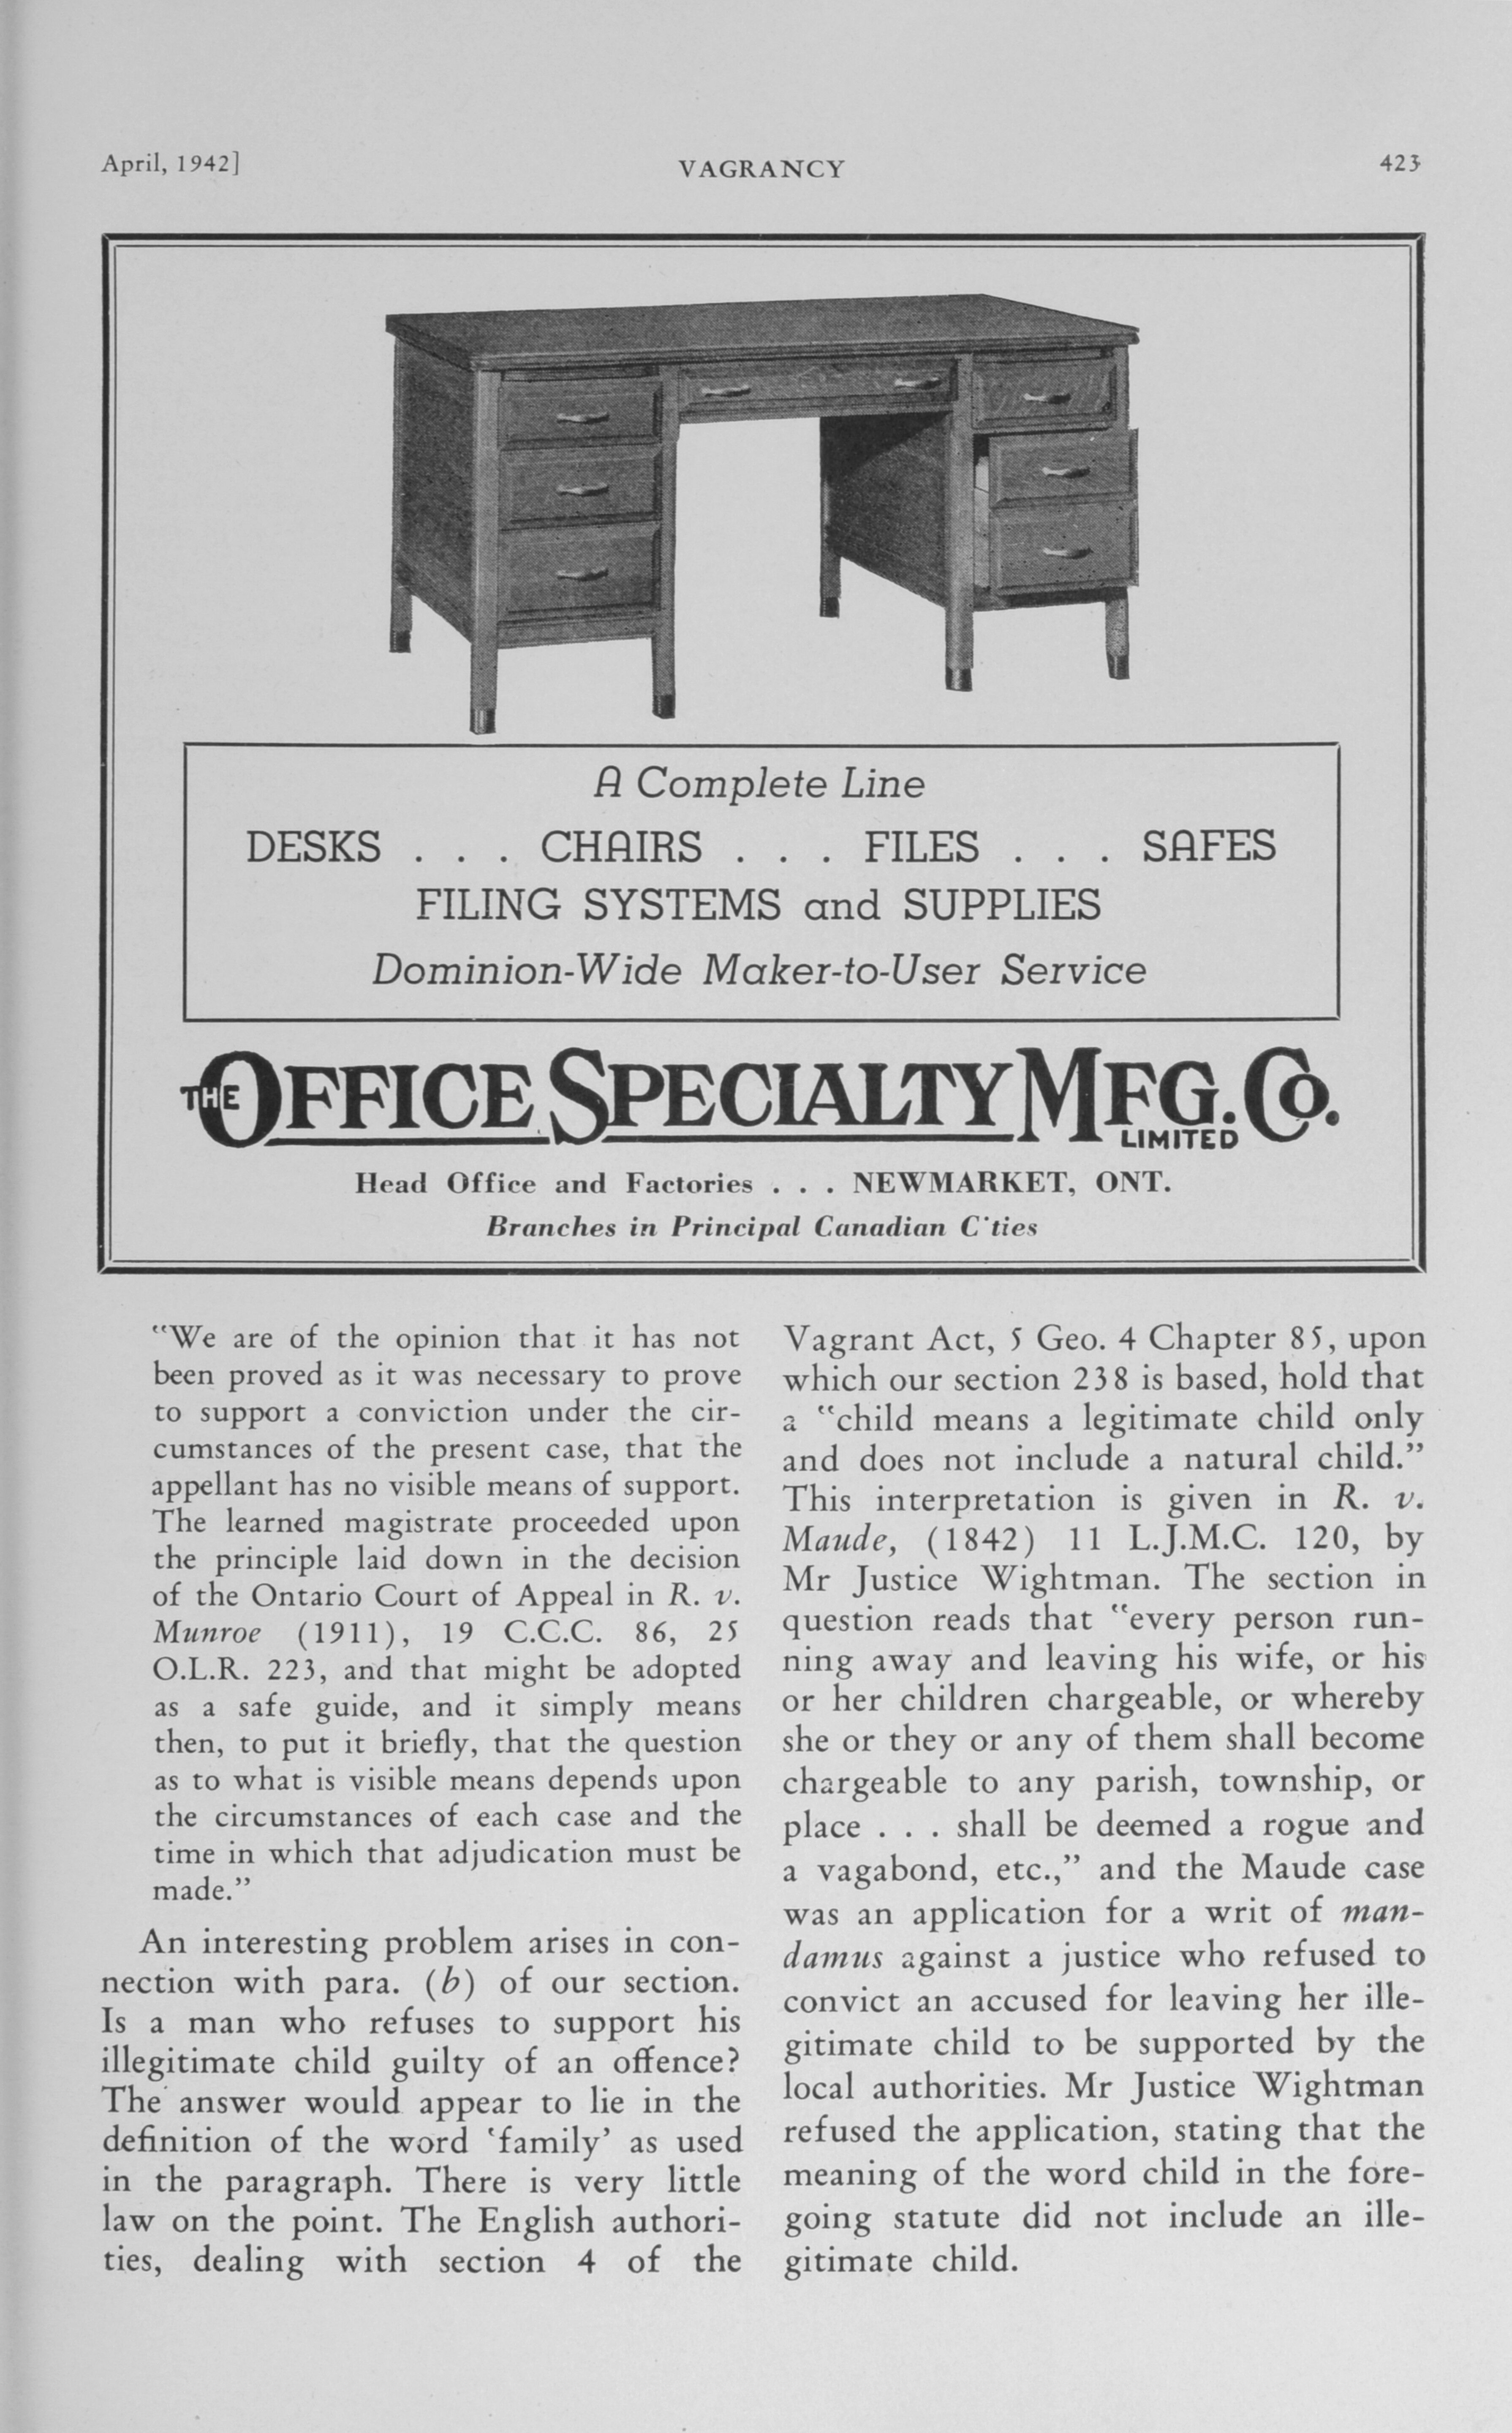 April, 1942]
VAGRANCY
423
A Complete Line
DESKS . . . CHAIRS . . . FILES . . . SAFES
FILING SYSTEMS and SUPPLIES
Dominion-Wide Maker-to-User Service
THE OFFICE SPECIALTY MFG. CO.
LIMITED
Head Office and Factories . . . NEWMARKET, ONT.
Branches in Principal Canadian C'ties
"We are of the opinion that it has not
been proved as it was necessary to prove
to support a conviction under the cir-
cumstances of the present case, that the
appellant has no visible means of support.
The learned magistrate proceeded upon
the principle laid down in the decision
of the Ontario Court of Appeal in R. v.
Munroe (1911), 19 C.C.C. 86, 25
O.L.R. 223, and that might be adopted
as a safe guide, and it simply means
then, to put it briefly, that the question
as to what is visible means depends upon
the circumstances of each case and the
time in which that adjudication must be
made."
An interesting problem arises in con-
nection with para. (b) of our section.
Is a man who refuses to support his
illegitimate child guilty of an offence?
The answer would appear to lie in the
definition of the word 'family' as used
in the paragraph. There is very little
law on the point. The English authori-
ties, dealing with section 4 of the
Vagrant Act, 5 Geo. 4 Chapter 85, upon
which our section 238 is based, hold that
a "child means a legitimate child only
and does not include a natural child."
This interpretation is given in R. v.
Maude, (1842) 11 L.J.M.C. 120, by
Mr Justice Wightman. The section in
question reads that "every person run-
ning away and leaving his wife, or his
or her children chargeable, or whereby
she or they or any of them shall become
chargeable to any parish, township, or
place . . . shall be deemed a rogue and
a vagabond, etc.," and the Maude case
was an application for a writ of man-
damus against a justice who refused to
convict an accused for leaving her ille-
gitimate child to be supported by the
local authorities. Mr Justice Wightman
refused the application, stating that the
meaning of the word child in the fore-
going statute did not include an ille-
gitimate child.